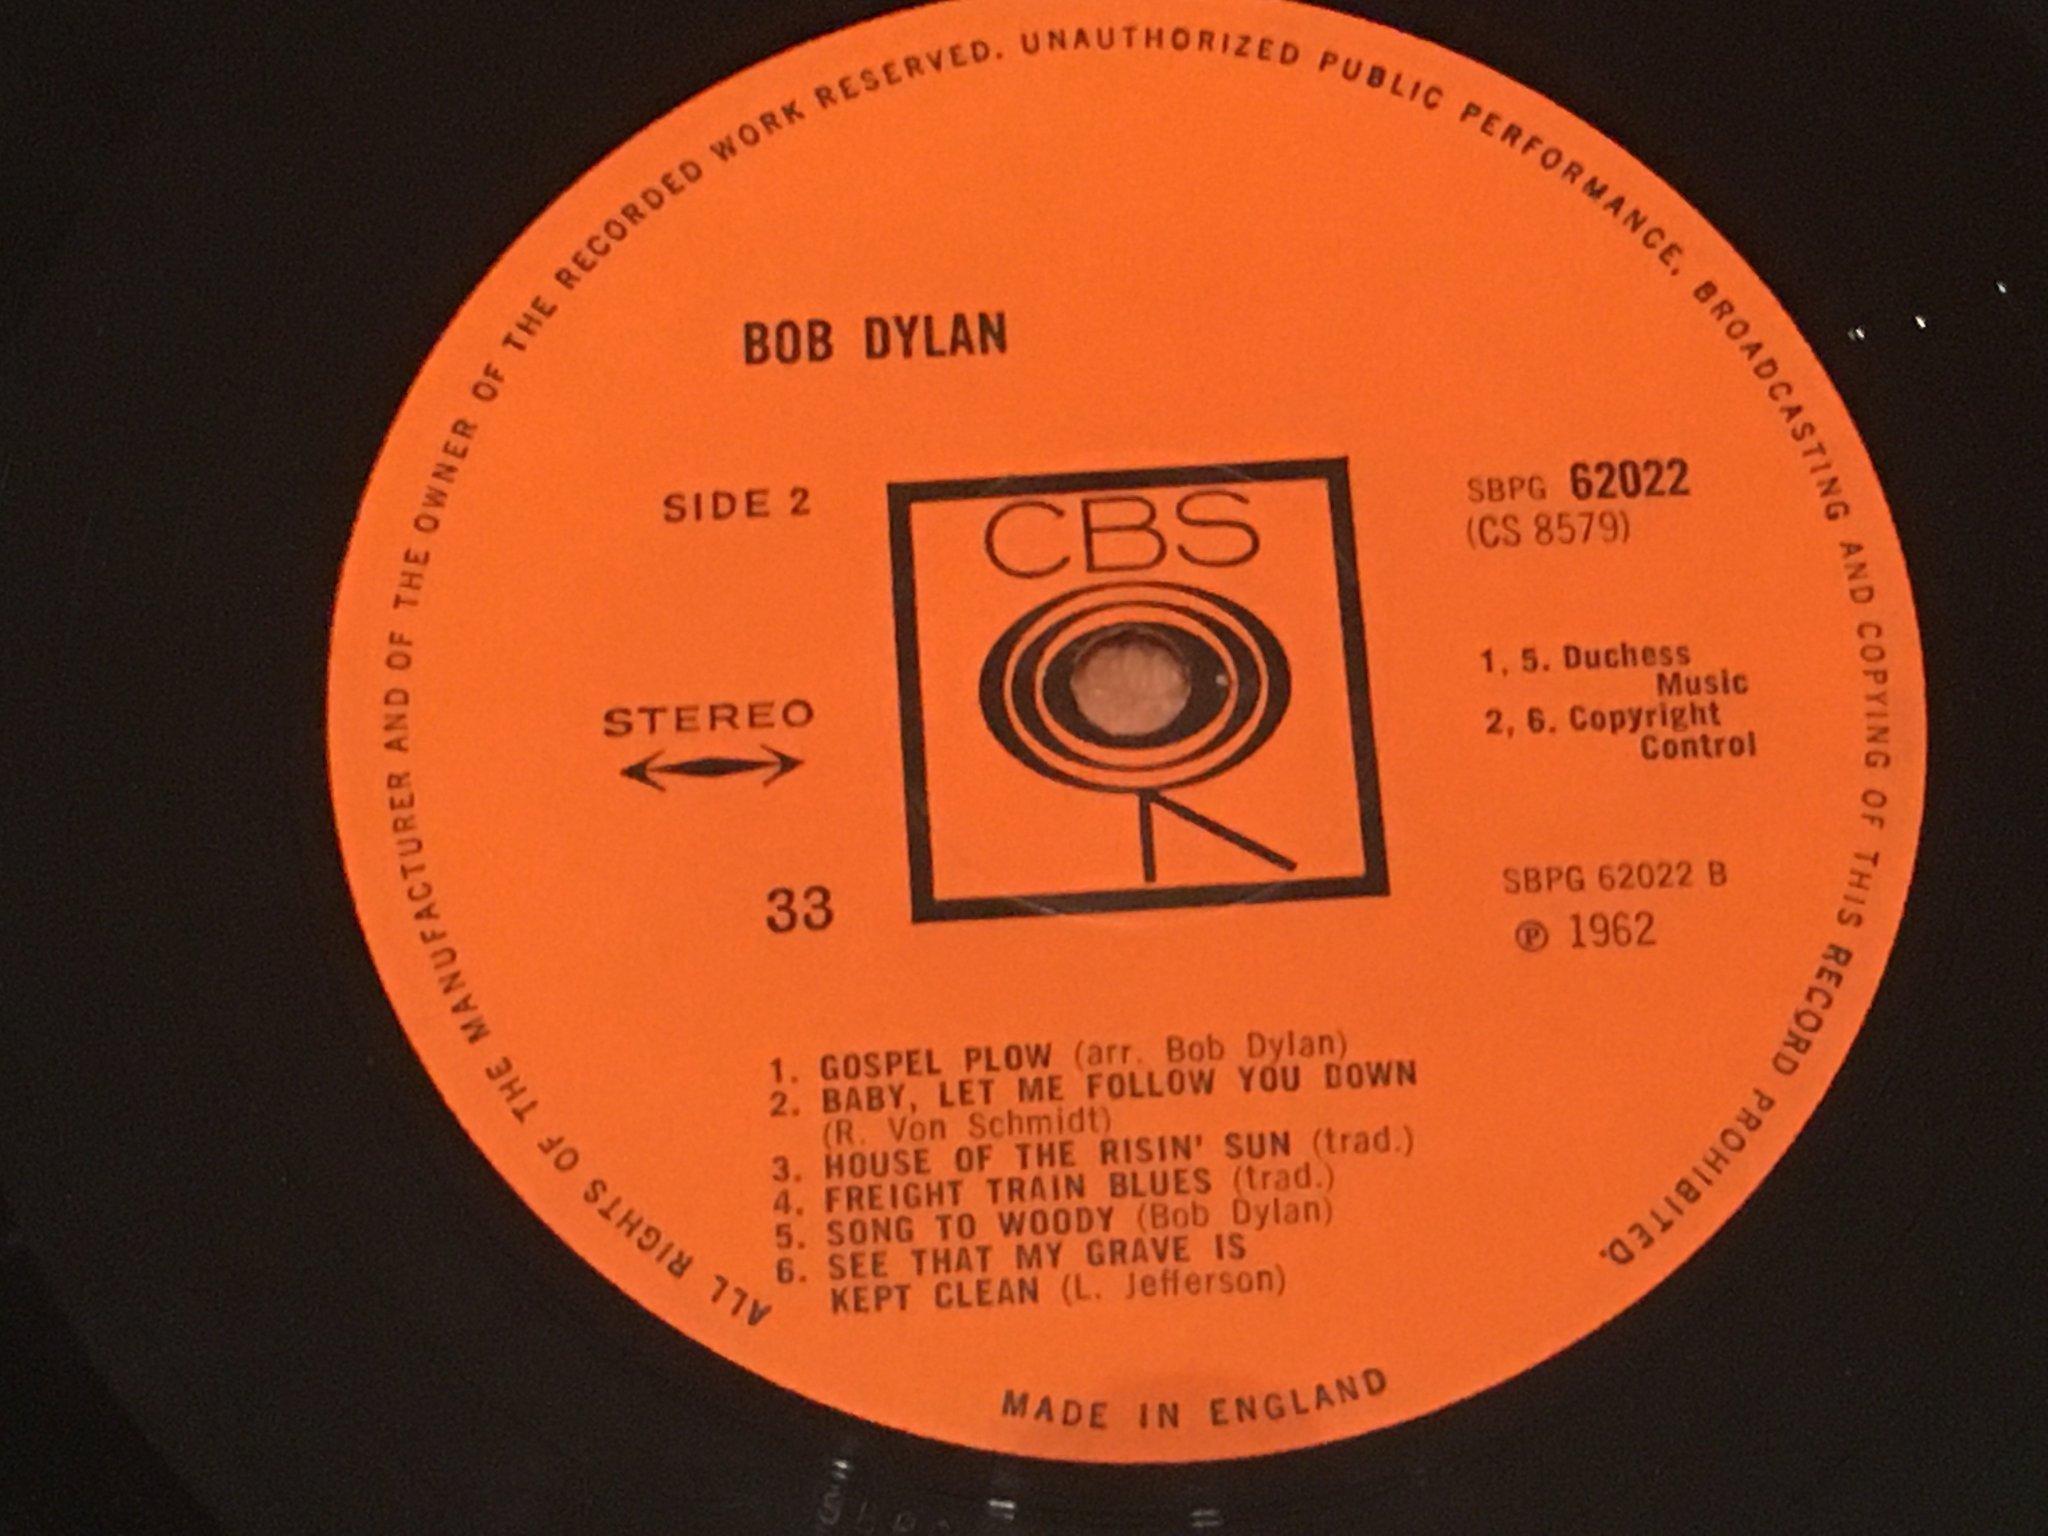 ALL RIGHTS OF THE MANUFACTURER AND OF THE OWNER OF THE RECORDED WORK RESERVED. UNAUTHORIZED PUBLIC PERFORMANCE, BROADCASTING AND COPYING OF THIS RECORD PROHIBITED.
BOB DYLAN
SIDE 2
CBS
SBPG 62022
(CS 8579)
STEREO
1, 5. Duchess
Music
2, 6. Copyright
Control
33
SBPG 62022 B
℗ 1962
1. GOSPEL PLOW (arr. Bob Dylan)
2. BABY, LET ME FOLLOW YOU DOWN
(R. Von Schmidt)
3. HOUSE OF THE RISIN' SUN (trad.)
4. FREIGHT TRAIN BLUES (trad.)
5. SONG TO WOODY (Bob Dylan)
6. SEE THAT MY GRAVE IS
KEPT CLEAN (L. Jefferson)
MADE IN ENGLAND